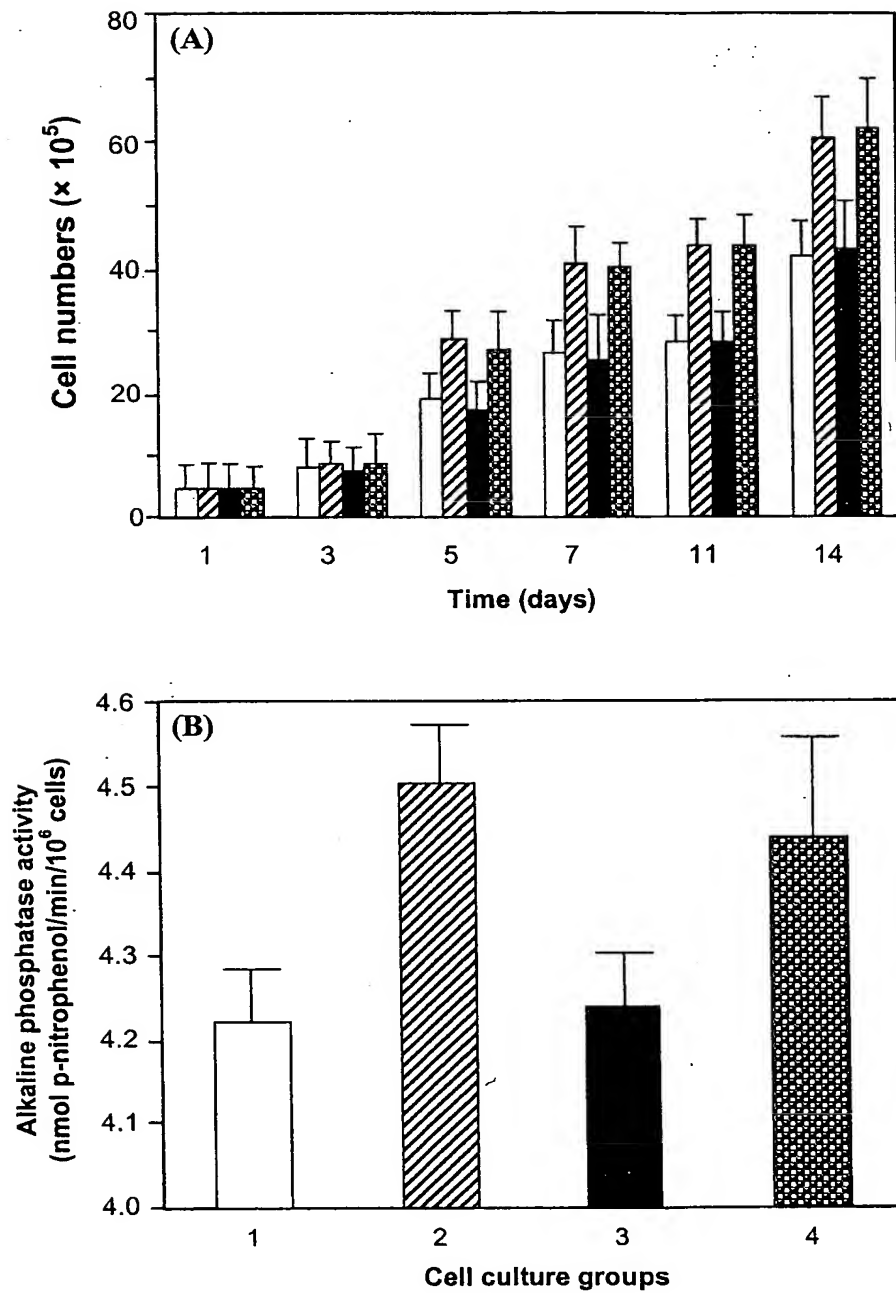 (A)
80
60
40
20
0
Cell numbers (× 10⁵)
1 3 5 7 11 14
Time (days)
(B)
4.6
4.5
4.4
4.3
4.2
4.1
4.0
Alkaline phosphatase activity
(nmol p-nitrophenol/min/10⁶ cells)
1 2 3 4
Cell culture groups